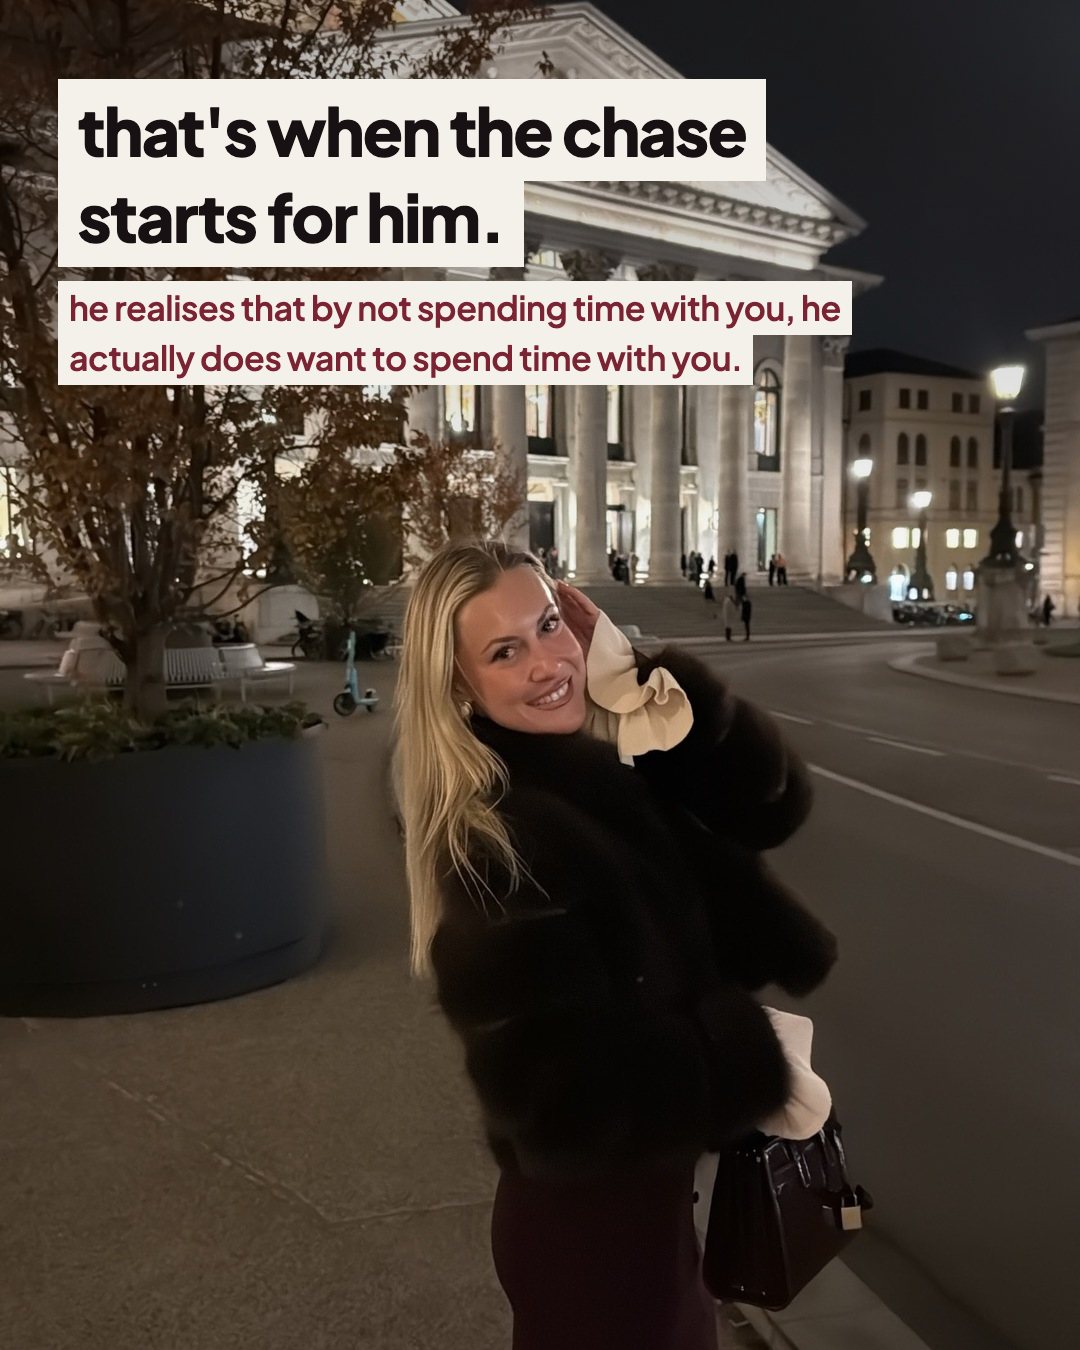 that's when the chase
starts for him.
he realises that by not spending time with you, he
actually does want to spend time with you.